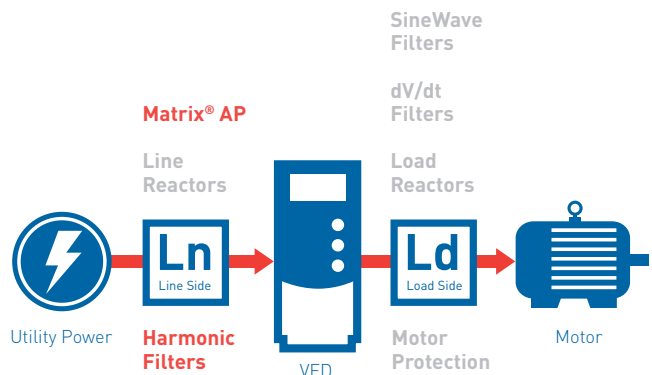 SineWave
Filters
dV/dt
Filters
Matrix® AP
Line
Reactors
Load
Reactors
Ln
Line Side
Ld
Load Side
Utility Power
Harmonic
Filters
VFD
Motor
Protection
Motor